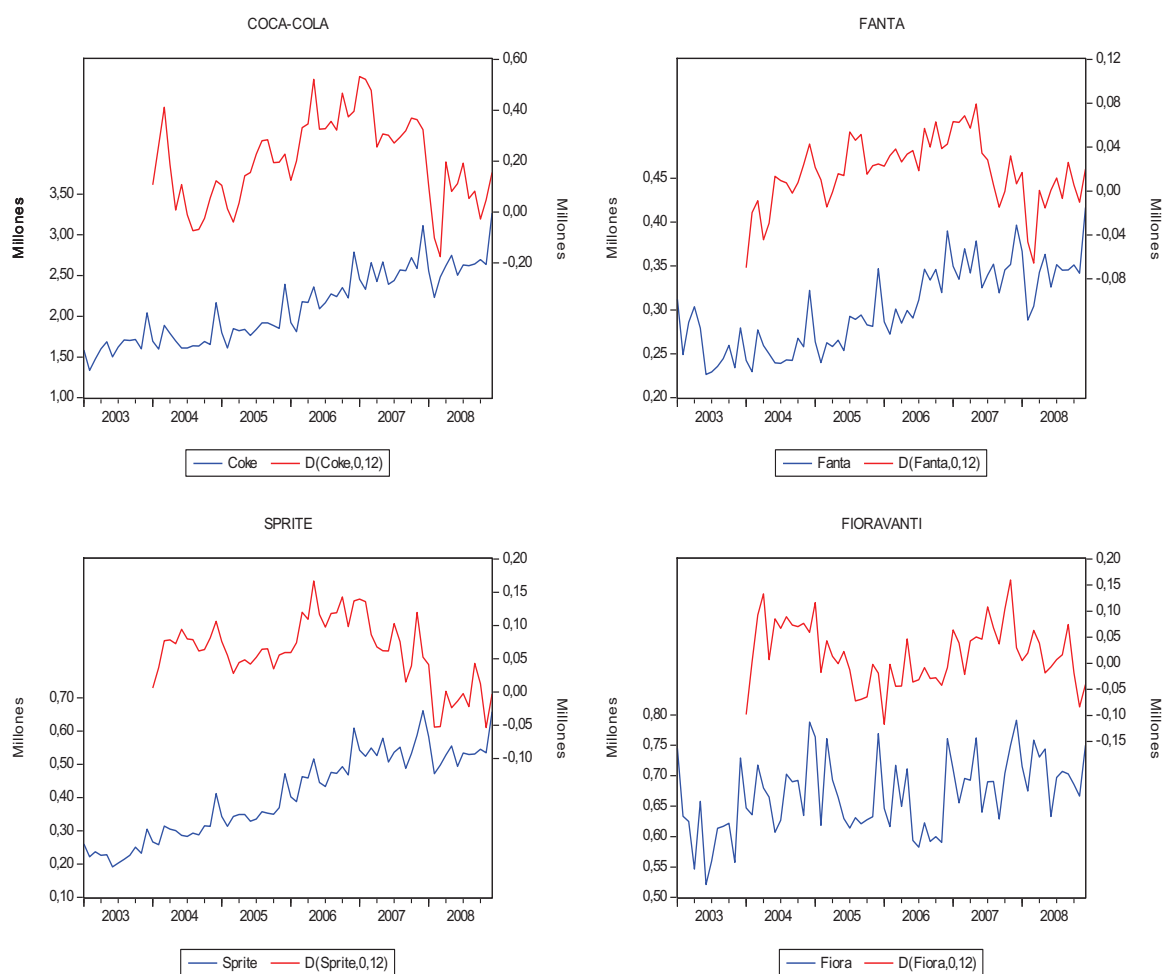 COCA-COLA
Millones
3,50
3,00
2,50
2,00
1,50
1,00
0,60
0,40
0,20
0,00
-0,20
Millones
2003 2004 2005 2006 2007 2008
Coke D(Coke,0,12)
FANTA
Millones
0,45
0,40
0,35
0,30
0,25
0,20
0,12
0,08
0,04
0,00
-0,04
-0,08
Millones
2003 2004 2005 2006 2007 2008
Fanta D(Fanta,0,12)
SPRITE
Millones
0,70
0,60
0,50
0,40
0,30
0,20
0,10
0,20
0,15
0,10
0,05
0,00
-0,05
-0,10
Millones
2003 2004 2005 2006 2007 2008
Sprite D(Sprite,0,12)
FIORAVANTI
Millones
0,80
0,75
0,70
0,65
0,60
0,55
0,50
0,20
0,15
0,10
0,05
0,00
-0,05
-0,10
-0,15
Millones
2003 2004 2005 2006 2007 2008
Fiora D(Fiora,0,12)